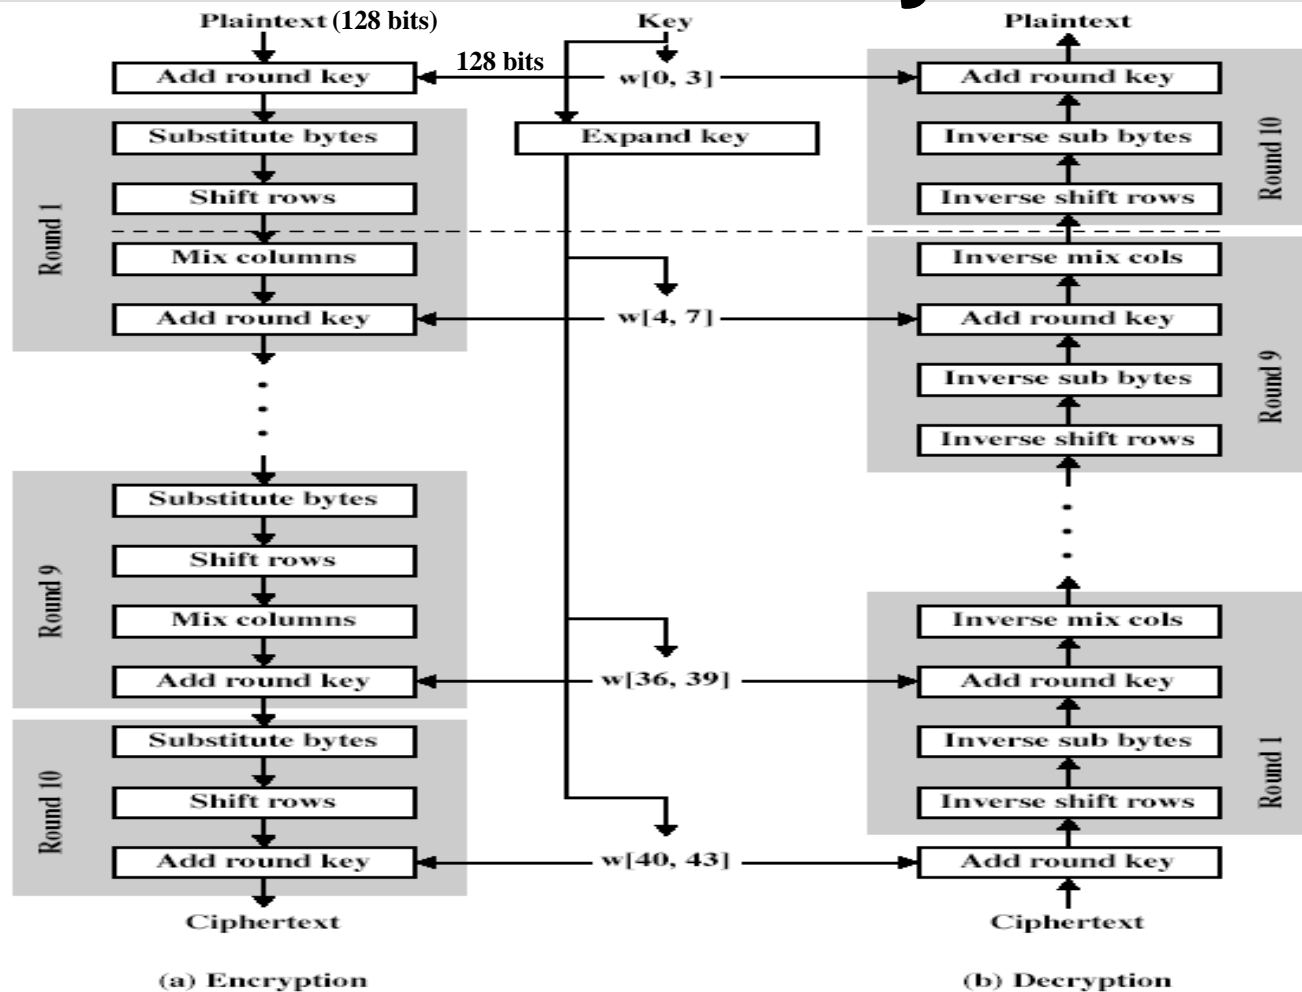 Plaintext (128 bits)
Add round key
Substitute bytes
Shift rows
Mix columns
Add round key
Round 1
Substitute bytes
Shift rows
Mix columns
Add round key
Round 9
Substitute bytes
Shift rows
Add round key
Round 10
Ciphertext
(a) Encryption
Key
128 bits
w[0, 3]
Expand key
w[4, 7]
w[36, 39]
w[40, 43]
Plaintext
Add round key
Inverse sub bytes
Inverse shift rows
Round 10
Inverse mix cols
Add round key
Inverse sub bytes
Inverse shift rows
Round 9
Inverse mix cols
Add round key
Inverse sub bytes
Inverse shift rows
Round 1
Add round key
Ciphertext
(b) Decryption